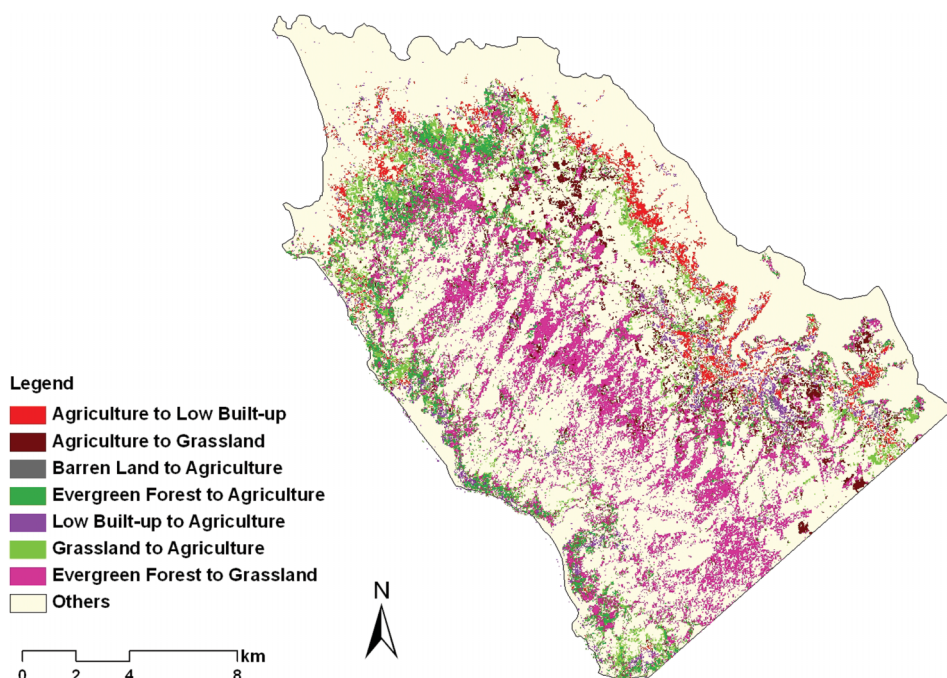 Legend
Agriculture to Low Built-up
Agriculture to Grassland
Barren Land to Agriculture
Evergreen Forest to Agriculture
Low Built-up to Agriculture
Grassland to Agriculture
Evergreen Forest to Grassland
Others
N
km
0 2 4 8